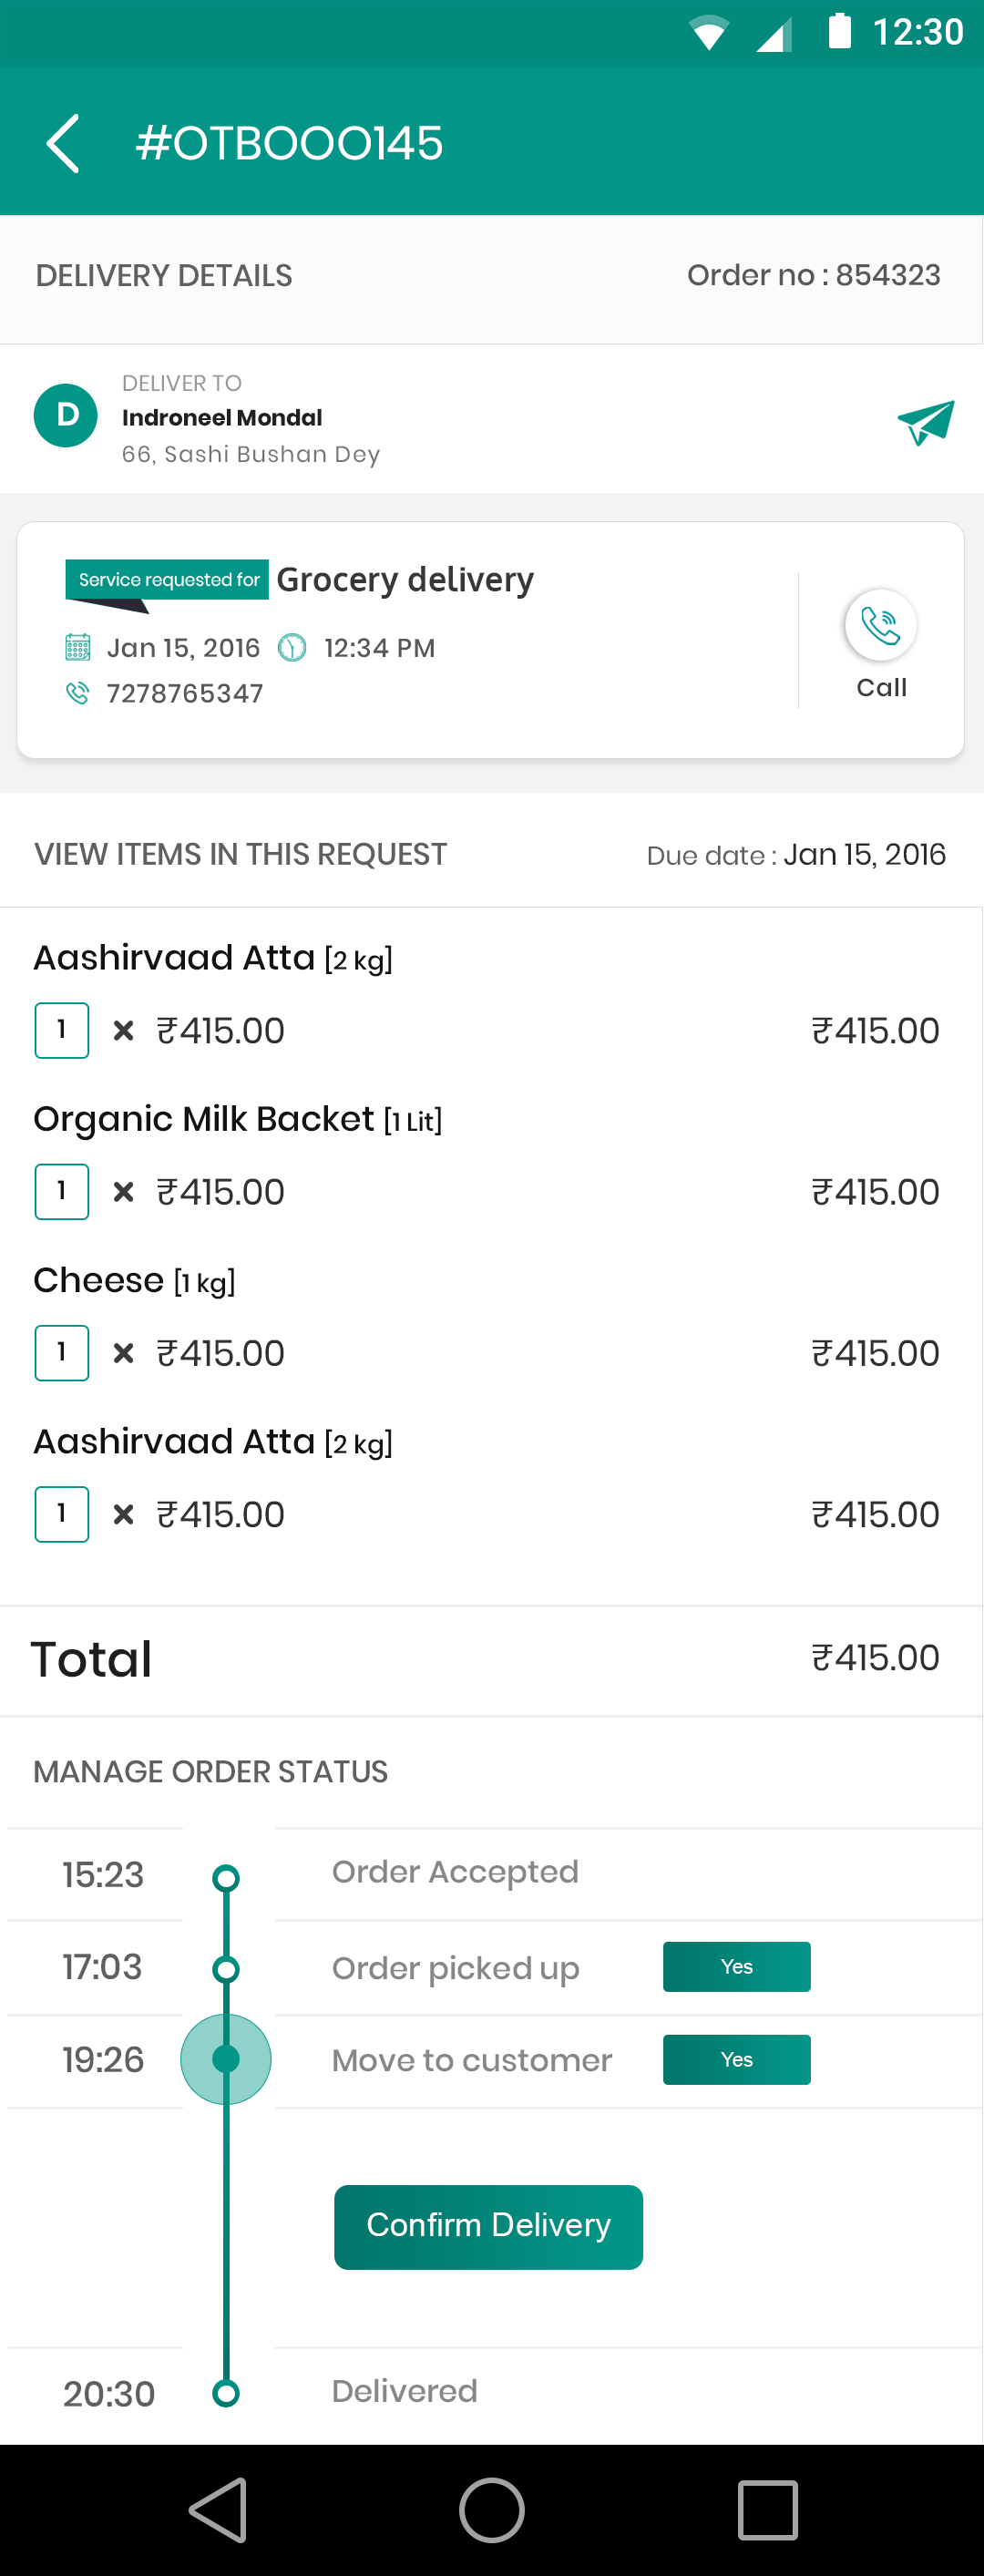 12:30
#OTBOOO145
DELIVERY DETAILS
Order no : 854323
D
DELIVER TO
Indroneel Mondal
66, Sashi Bushan Dey
Service requested for Grocery delivery
Jan 15, 2016 12:34 PM
7278765347
Call
VIEW ITEMS IN THIS REQUEST
Due date : Jan 15, 2016
Aashirvaad Atta [2 kg]
1 × ₹415.00 ₹415.00
Organic Milk Backet [1 Lit]
1 × ₹415.00 ₹415.00
Cheese [1 kg]
1 × ₹415.00 ₹415.00
Aashirvaad Atta [2 kg]
1 × ₹415.00 ₹415.00
Total ₹415.00
MANAGE ORDER STATUS
15:23 Order Accepted
17:03 Order picked up Yes
19:26 Move to customer Yes
Confirm Delivery
20:30 Delivered